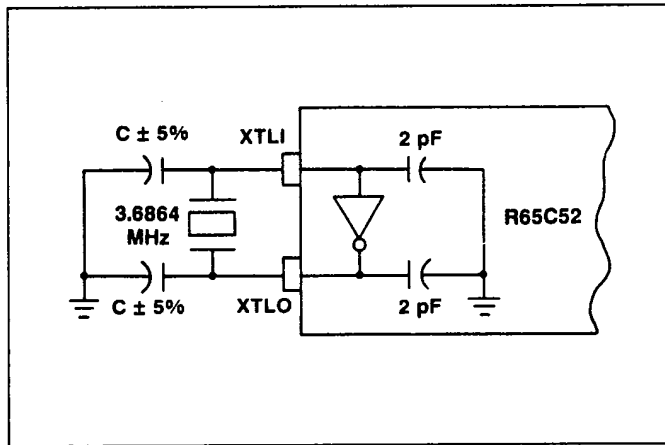 C ± 5%
XTLI
2 pF
3.6864
MHz
R65C52
C ± 5%
XTLO
2 pF